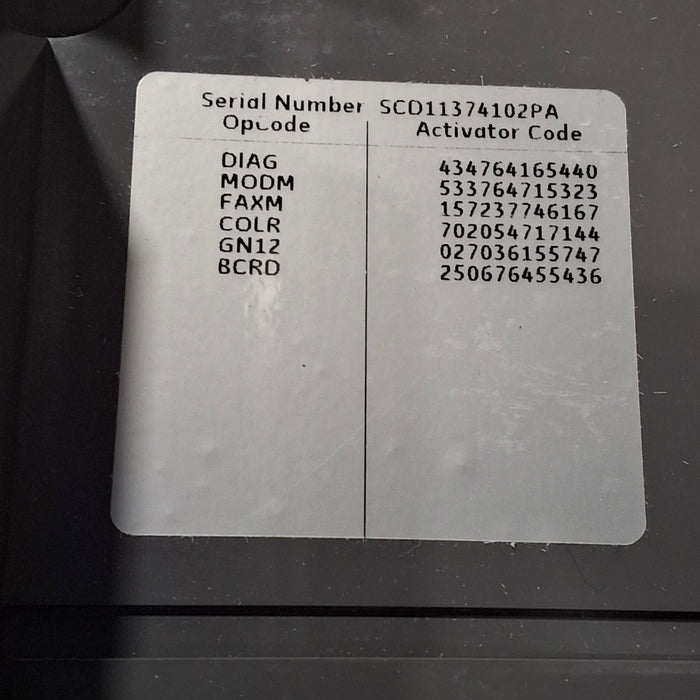 Serial Number SCD11374102PA
OpCode Activator Code
DIAG 434764165440
MODM 533764715323
FAXM 157237746167
COLR 702054717144
GN12 027036155747
BCRD 250676455436